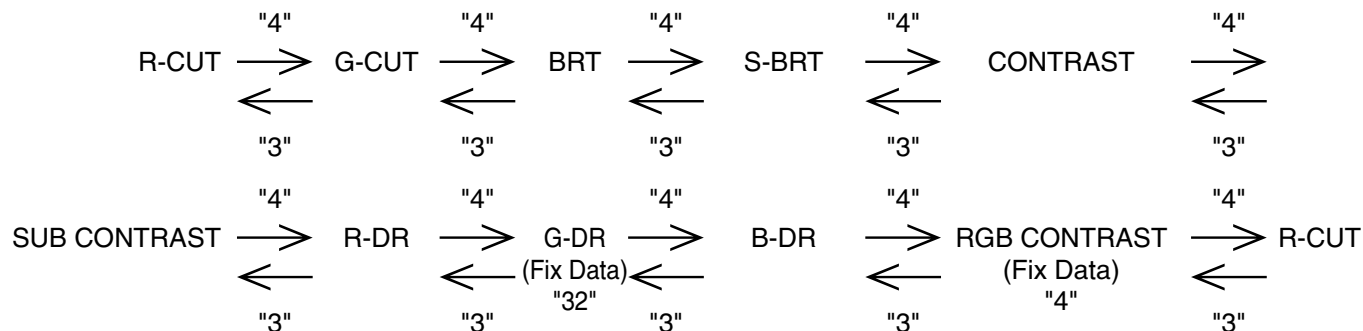 "4" "4" "4" "4" "4"
R-CUT G-CUT BRT S-BRT CONTRAST
"3" "3" "3" "3" "3"
"4" "4" "4" "4" "4"
SUB CONTRAST R-DR G-DR B-DR RGB CONTRAST R-CUT
(Fix Data) (Fix Data)
"32" "4"
"3" "3" "3" "3" "3"